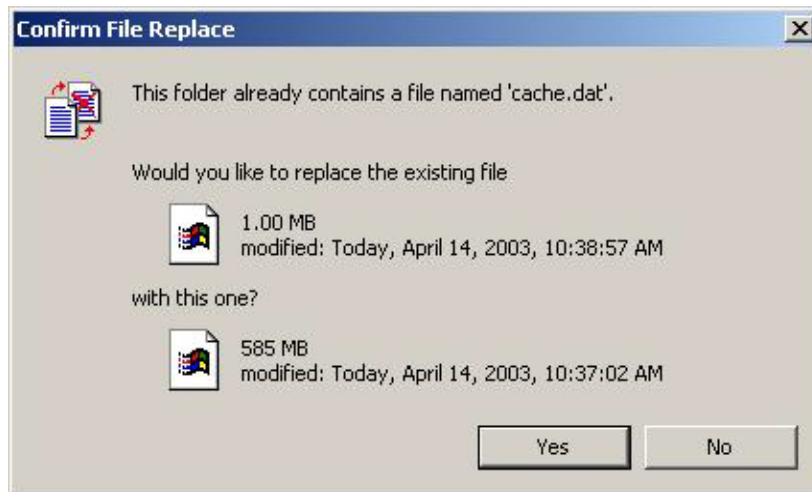 Confirm File Replace
This folder already contains a file named 'cache.dat'.
Would you like to replace the existing file
1.00 MB
modified: Today, April 14, 2003, 10:38:57 AM
with this one?
585 MB
modified: Today, April 14, 2003, 10:37:02 AM
Yes No